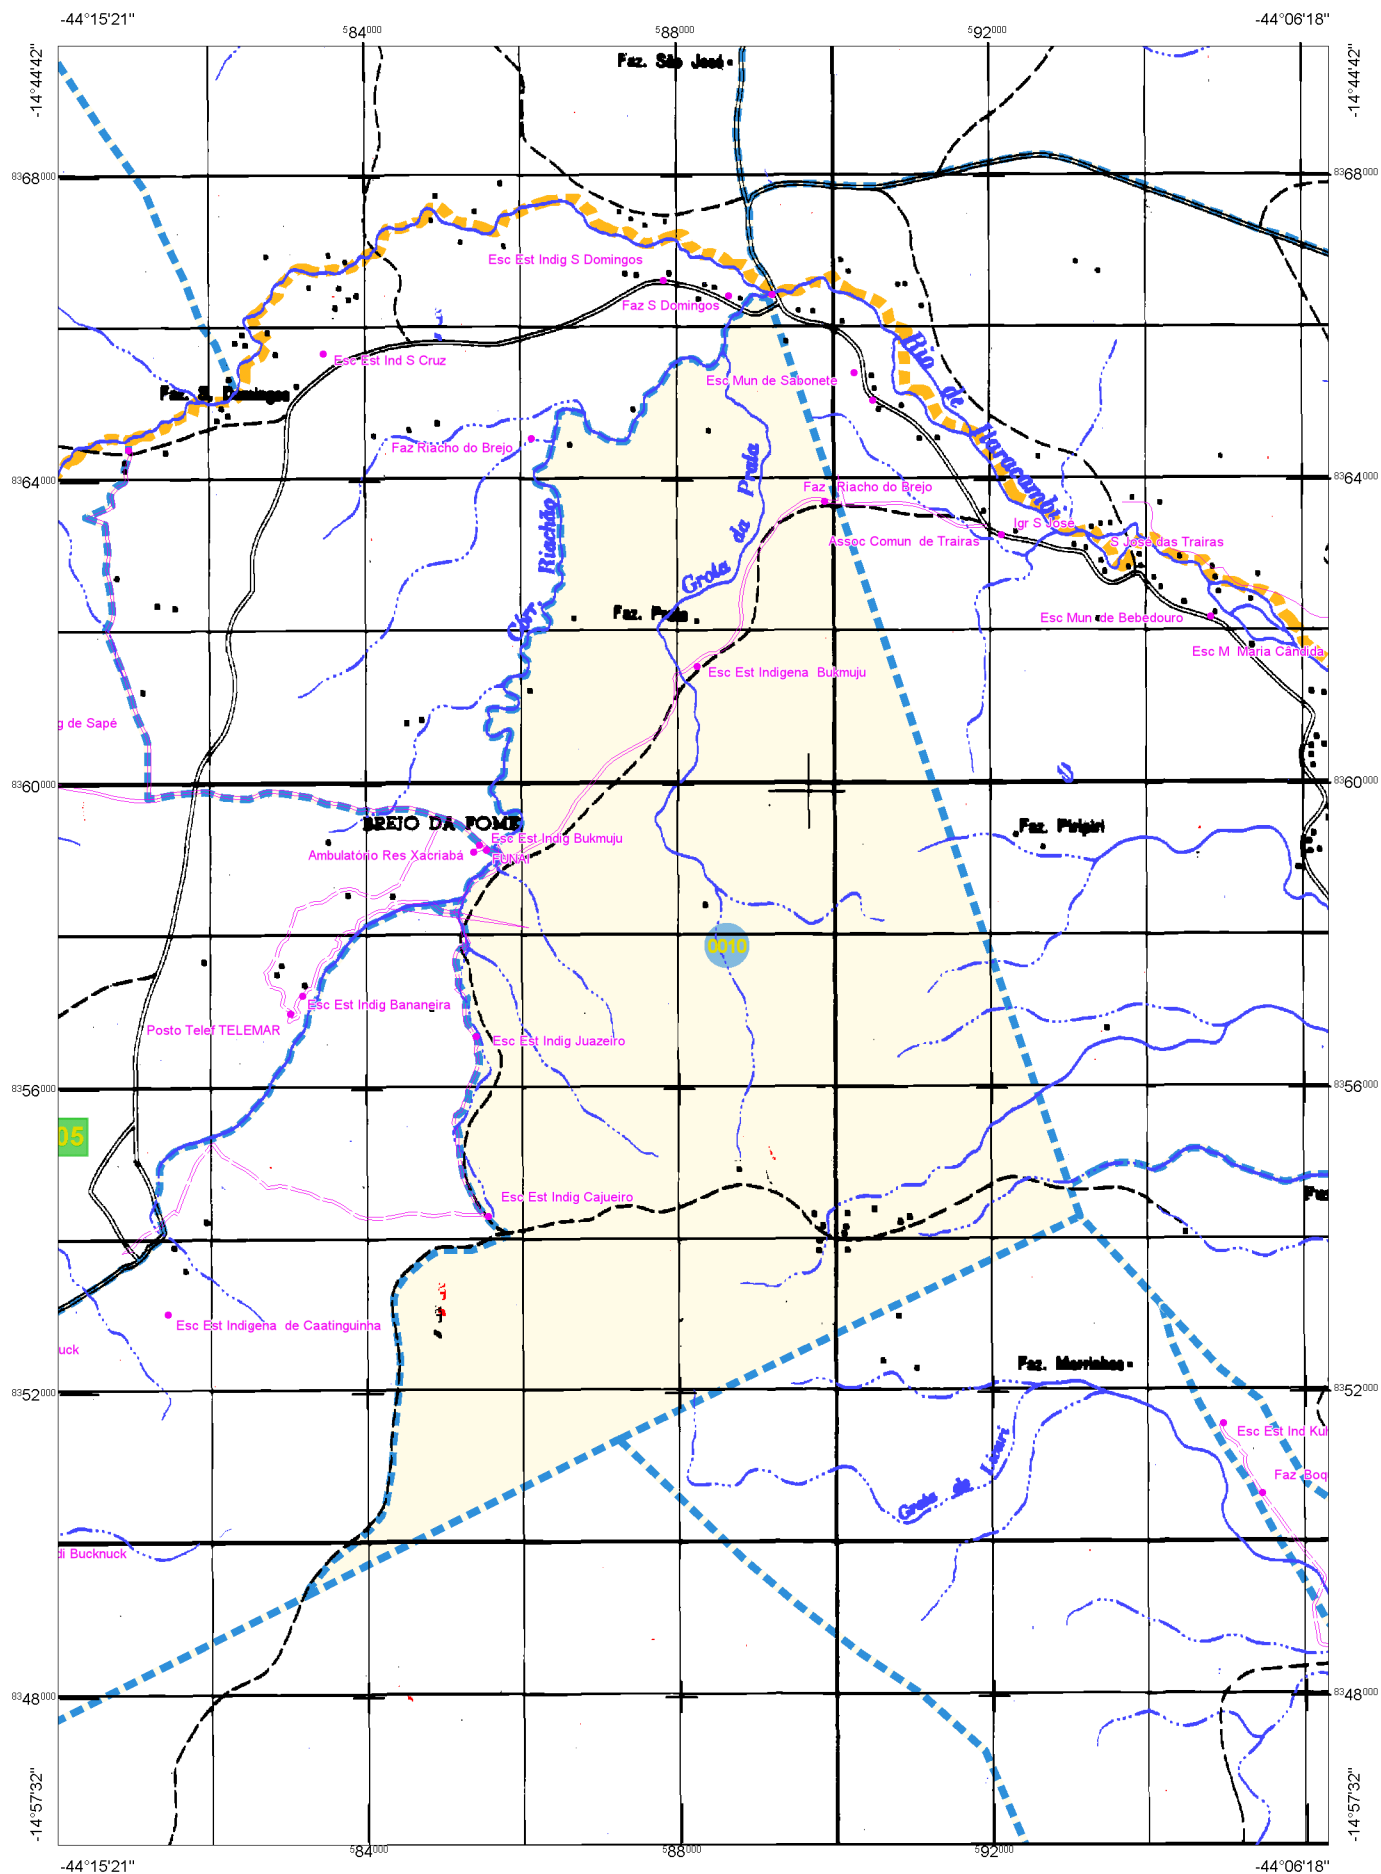 -44°15'21"
-44°06'18"
584000
588000
592000
-14°44'42"
-14°44'42"
Faz. São José
8368000
8368000
Esc Est Indig S Domingos
Faz S Domingos
Esc Est Ind S Cruz
Faz. S. Domingos
Esc Mun de Sabonete
Rio de Itacarambi
Faz Riacho do Brejo
Grota da Prata
8364000
8364000
Faz Riacho do Brejo
Igr S José
Assoc Comun de Trairas
S José das Trairas
Córr. Riachão
Faz. Prata
Esc Mun de Bebedouro
Esc M Maria Cândida
Esc Est Indigena Bukmuju
g de Sapé
8360000
8360000
BREJO DA FOME
Faz. Piripiri
Esc Est Indig Bukmuju
Ambulatório Res Xacriabá
FUNAI
0010
Esc Est Indig Bananeira
Posto Telef TELEMAR
Esc Est Indig Juazeiro
8356000
8356000
05
Esc Est Indig Cajueiro
Esc Est Indigena de Caatinguinha
uck
Faz. Morrinhos
8352000
8352000
Esc Est Ind Kuh
Grota do
Faz Boq
di Bucknuck
8348000
8348000
-14°57'32"
-14°57'32"
584000
588000
592000
-44°15'21"
-44°06'18"